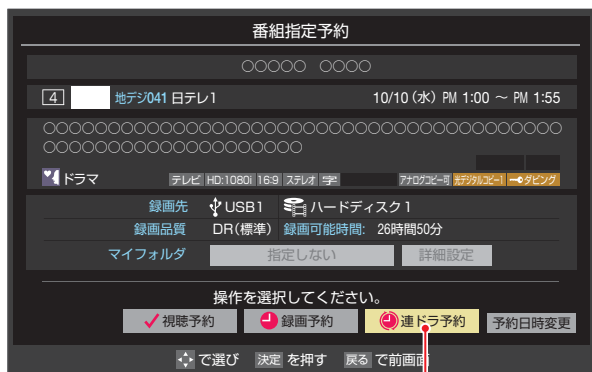 番組指定予約
○○○○○ ○○○○
4 地デジ041 日テレ1 10/10(水) PM 1:00 ～ PM 1:55
○○○○○○○○○○○○○○○○○○○○○○○○○○○○○○○○○○○○○○○○
○○○○○○○○○○○○○○○○○○○○
ドラマ テレビ HD:1080i 16:9 ステレオ 字 アナログコピー可 光デジタルコピー1 ダビング
録画先 USB1 ハードディスク1
録画品質 DR(標準) 録画可能時間: 26時間50分
マイフォルダ 指定しない 詳細設定
操作を選択してください。
視聴予約 録画予約 連ドラ予約 予約日時変更
で選び 決定 を押す 戻る で前画面